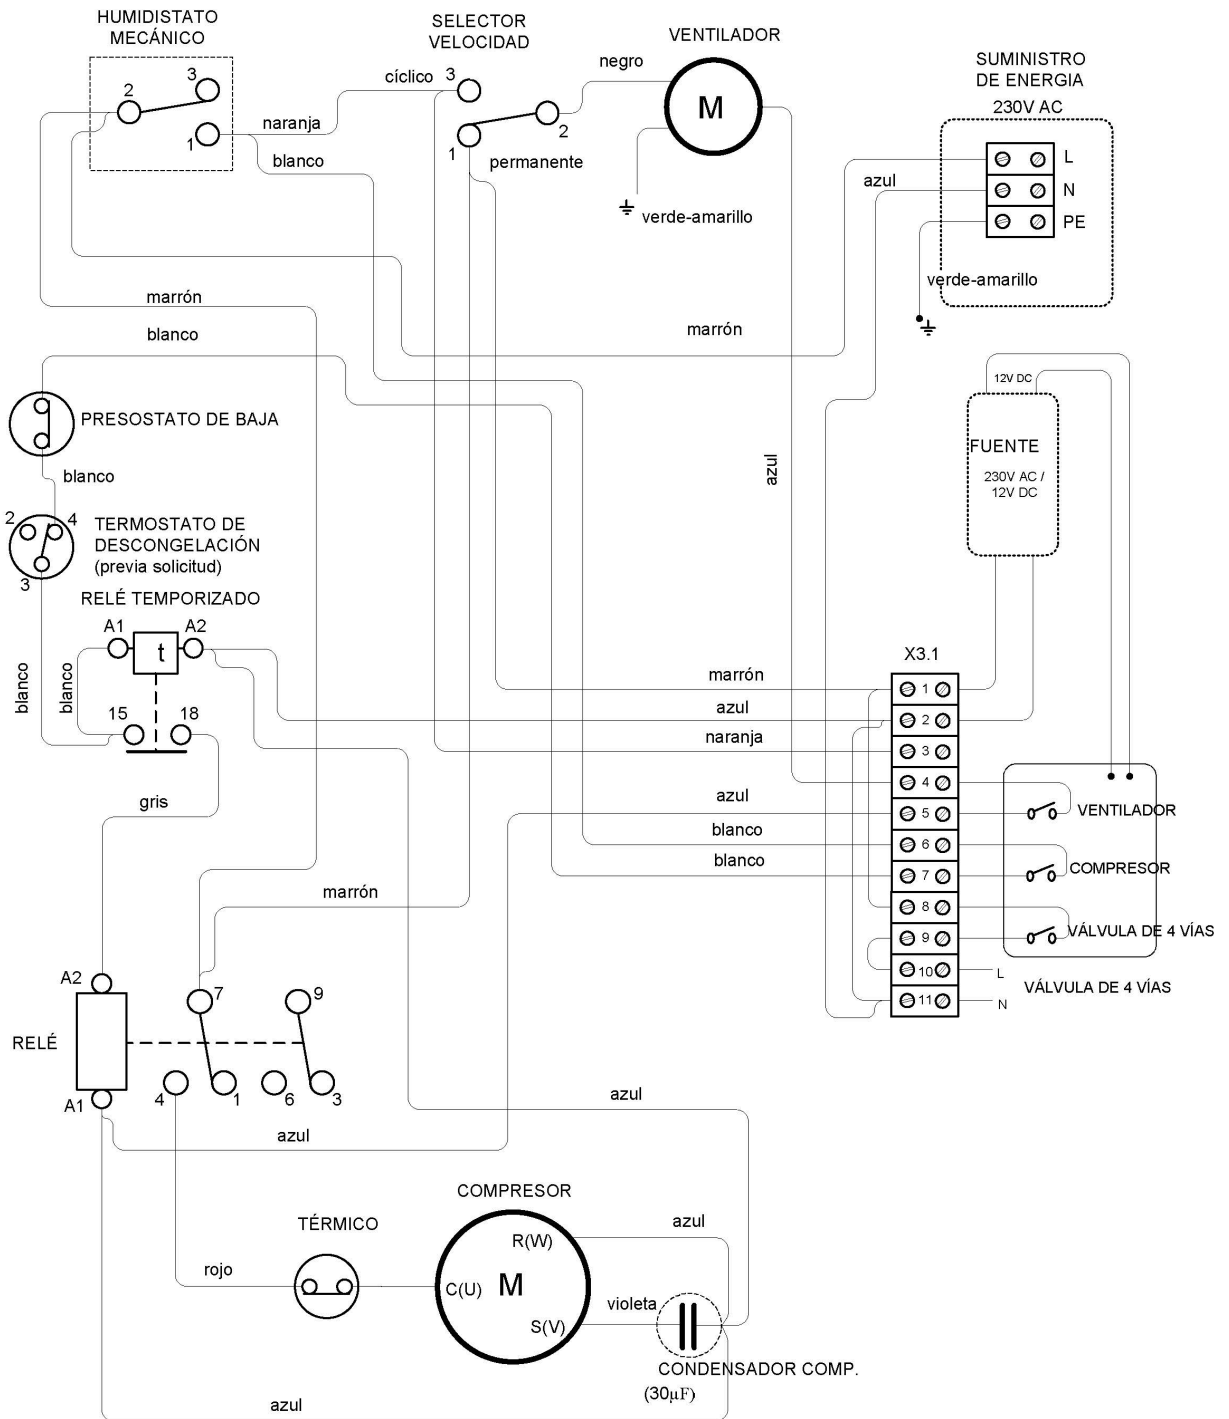 HUMIDISTATO
MECÁNICO
SELECTOR
VELOCIDAD
VENTILADOR
SUMINISTRO
DE ENERGIA
230V AC
2
3
1
naranja
blanco
cíclico
3
1
2
permanente
negro
M
verde-amarillo
azul
L
N
PE
verde-amarillo
marrón
blanco
marrón
PRESOSTATO DE BAJA
blanco
azul
12V DC
FUENTE
230V AC /
12V DC
2
4
3
TERMOSTATO DE
DESCONGELACIÓN
(previa solicitud)
RELÉ TEMPORIZADO
A1
A2
t
blanco
blanco
15
18
gris
X3.1
marrón
azul
naranja
azul
blanco
blanco
marrón
1
2
3
4
5
6
7
8
9
10
11
L
N
VENTILADOR
COMPRESOR
VÁLVULA DE 4 VÍAS
VÁLVULA DE 4 VÍAS
A2
RELÉ
A1
7
9
4
1
6
3
azul
azul
COMPRESOR
TÉRMICO
rojo
R(W)
C(U)
M
S(V)
azul
violeta
CONDENSADOR COMP.
(30µF)
azul